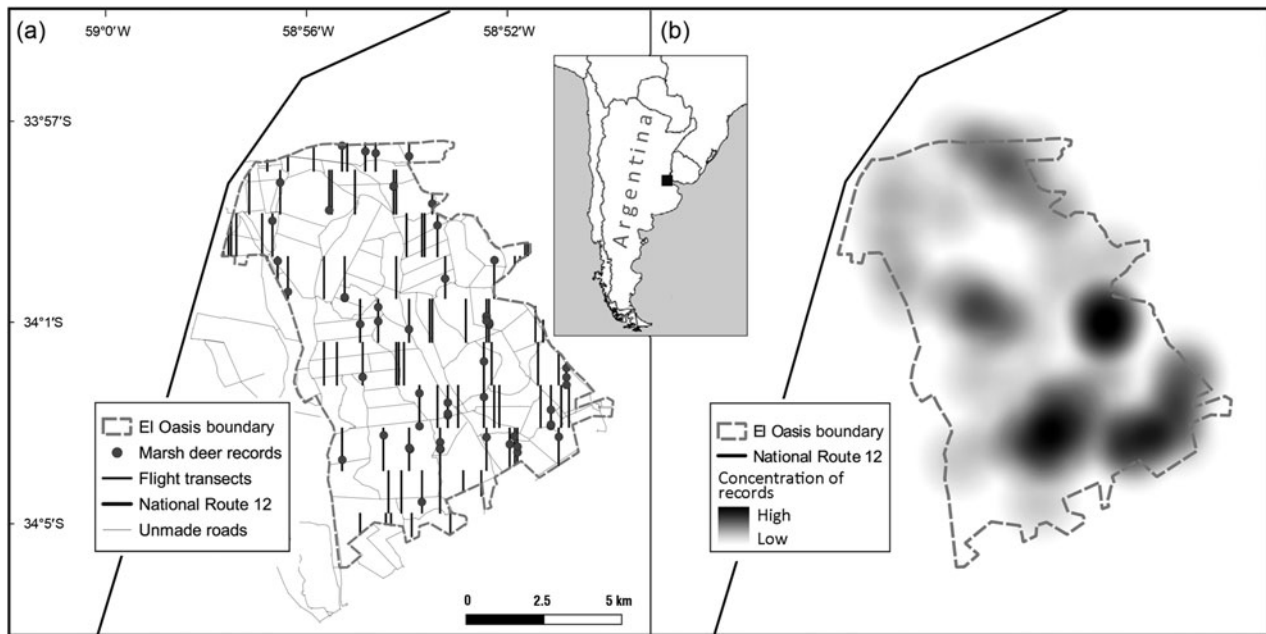 (a)
59°0'W
58°56'W
58°52'W
33°57'S
34°1'S
34°5'S
El Oasis boundary
Marsh deer records
Flight transects
National Route 12
Unmade roads
0
2.5
5 km
Argentina
(b)
El Oasis boundary
National Route 12
Concentration of
records
High
Low